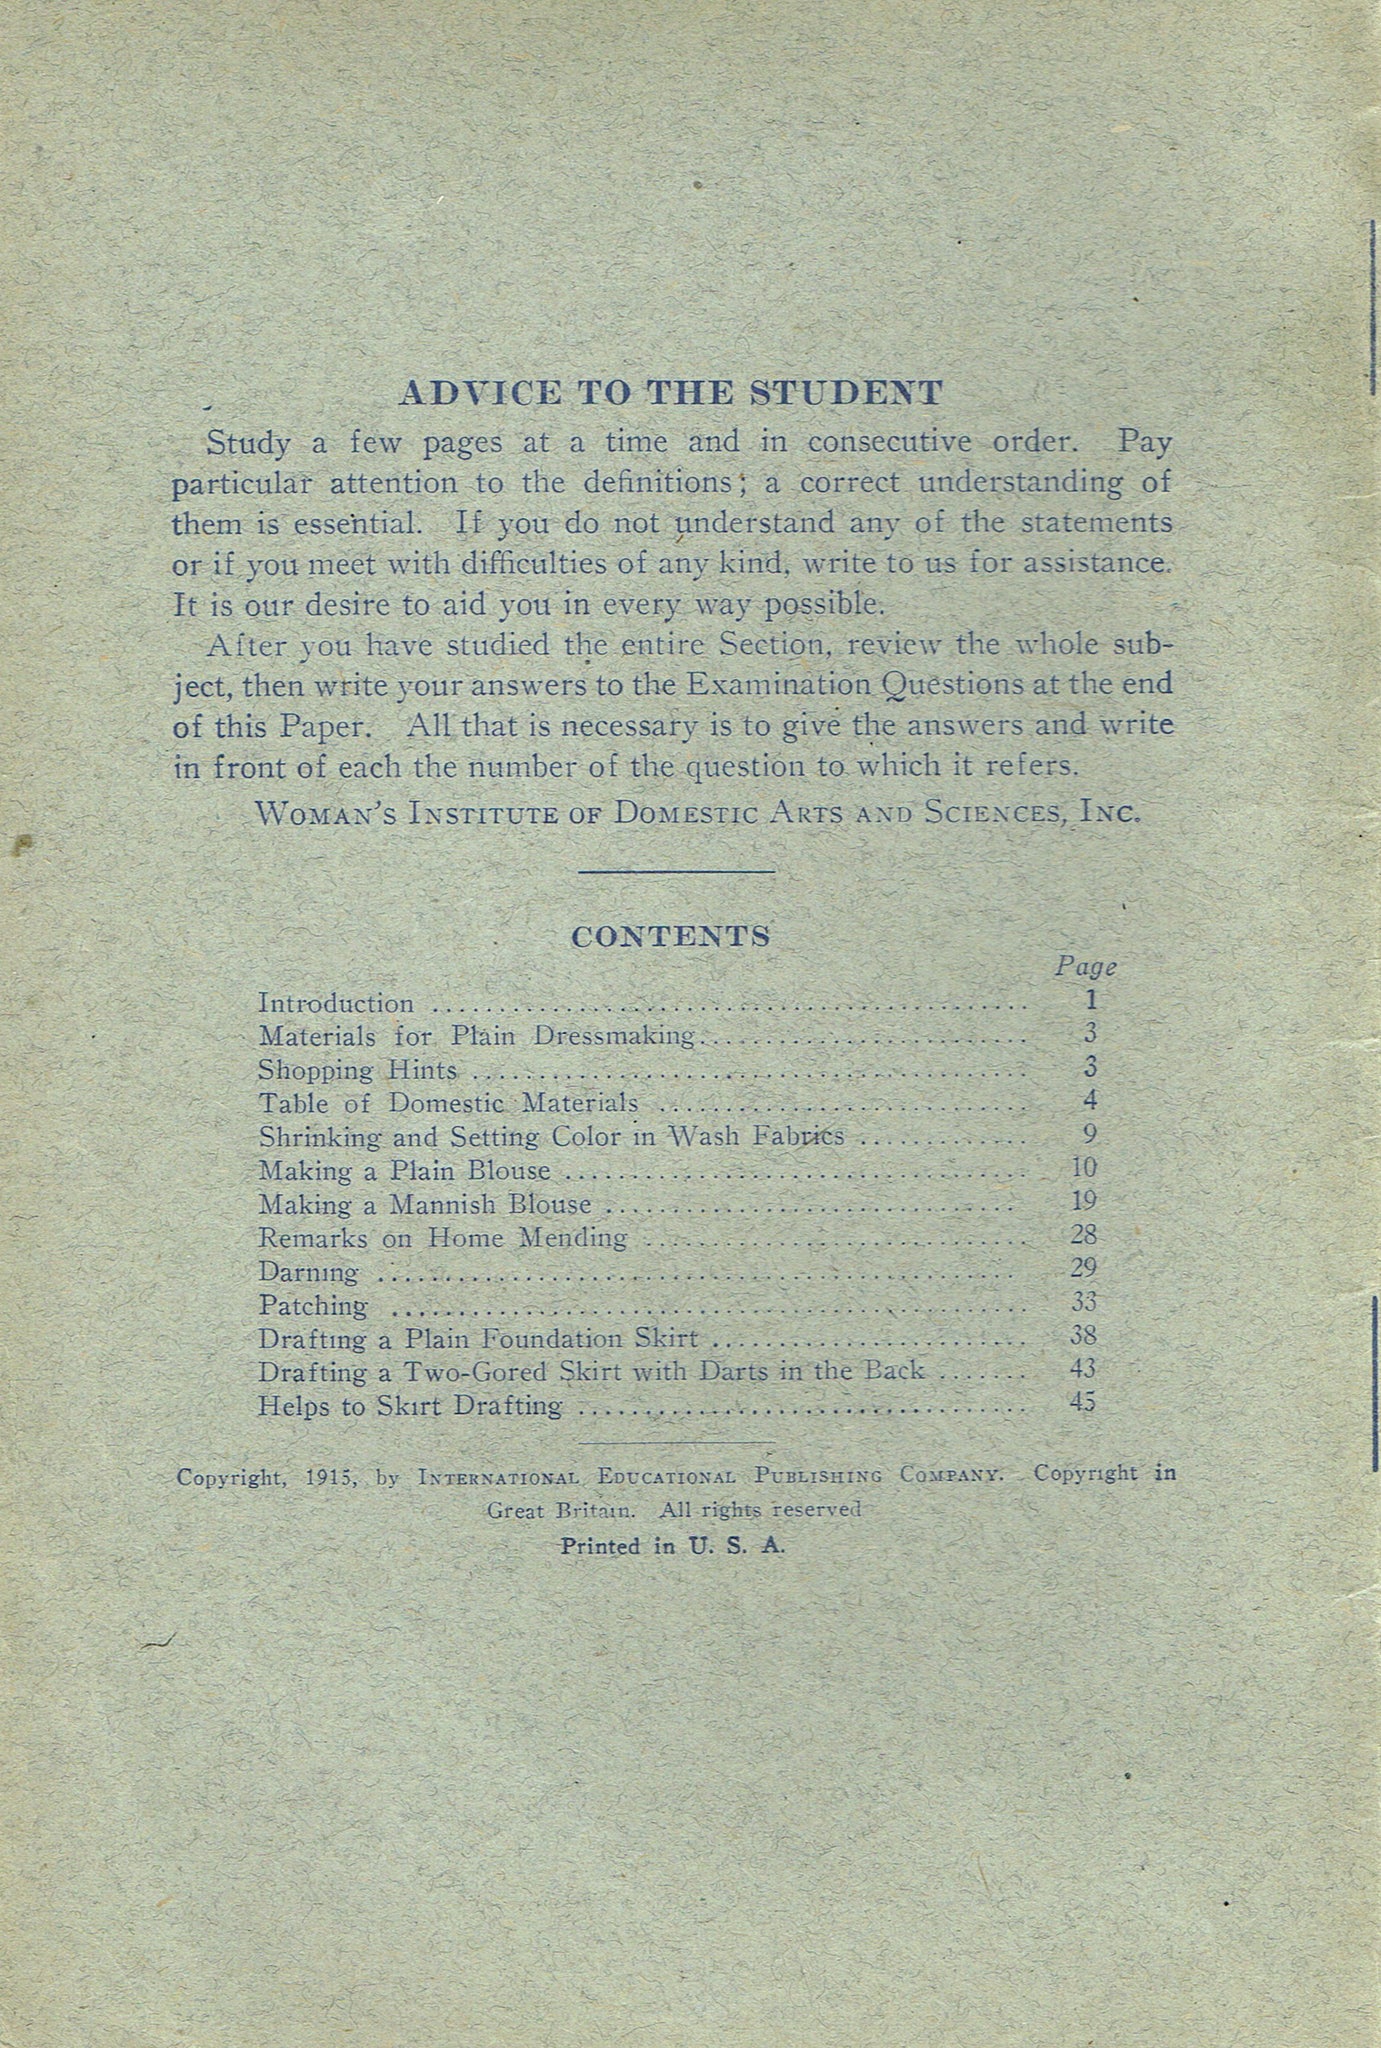 ADVICE TO THE STUDENT
Study a few pages at a time and in consecutive order. Pay
particular attention to the definitions; a correct understanding of
them is essential. If you do not understand any of the statements
or if you meet with difficulties of any kind, write to us for assistance.
It is our desire to aid you in every way possible.
After you have studied the entire Section, review the whole sub-
ject, then write your answers to the Examination Questions at the end
of this Paper. All that is necessary is to give the answers and write
in front of each the number of the question to which it refers.
WOMAN'S INSTITUTE OF DOMESTIC ARTS AND SCIENCES, INC.
CONTENTS
Page
Introduction ............................................ 1
Materials for Plain Dressmaking........................ 3
Shopping Hints ......................................... 3
Table of Domestic Materials ........................... 4
Shrinking and Setting Color in Wash Fabrics ............. 9
Making a Plain Blouse .................................. 10
Making a Mannish Blouse ............................... 19
Remarks on Home Mending ............................ 28
Darning ............................................... 29
Patching ............................................... 33
Drafting a Plain Foundation Skirt ....................... 38
Drafting a Two-Gored Skirt with Darts in the Back ....... 43
Helps to Skirt Drafting ................................. 45
Copyright, 1915, by INTERNATIONAL EDUCATIONAL PUBLISHING COMPANY. Copyright in
Great Britain. All rights reserved
Printed in U. S. A.